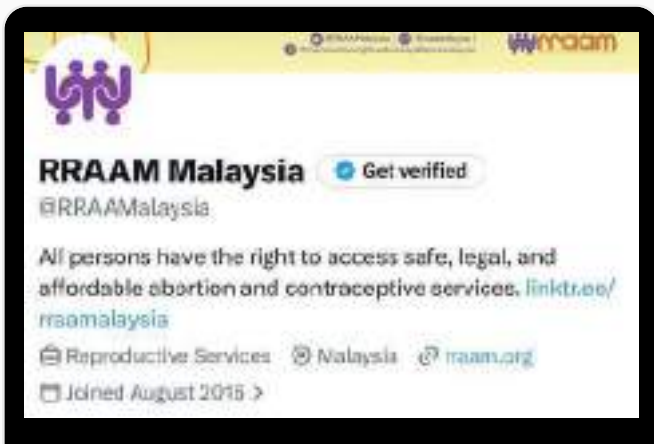 rraam
RRAAM Malaysia Get verified
@RRAAMalaysia
All persons have the right to access safe, legal, and
affordable abortion and contraceptive services. linktr.ee/
rraamalaysia
Reproductive Services Malaysia rraam.org
Joined August 2015 >